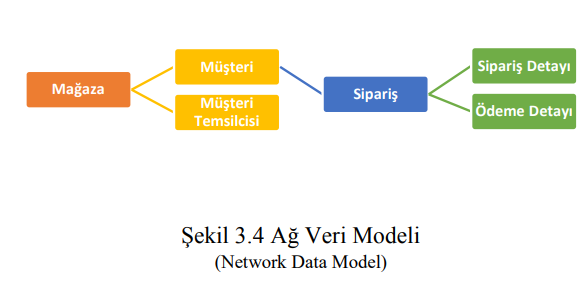 Mağaza
Müşteri
Müşteri
Temsilcisi
Sipariş
Sipariş Detayı
Ödeme Detayı
Şekil 3.4 Ağ Veri Modeli
(Network Data Model)